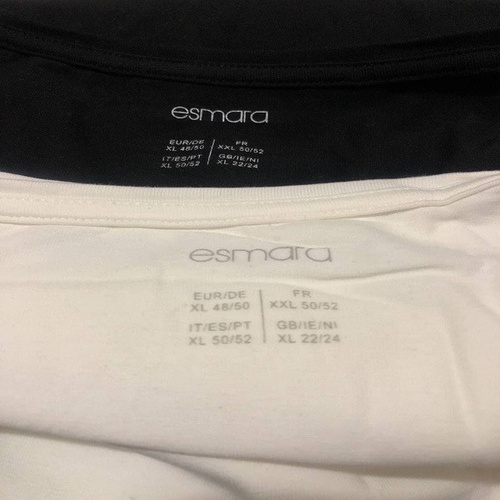 esmara
EUR/DE FR
XL 48/50 XXL 50/52
IT/ES/PT GB/IE/NI
XL 50/52 XL 22/24
esmara
EUR/DE FR
XL 48/50 XXL 50/52
IT/ES/PT GB/IE/NI
XL 50/52 XL 22/24